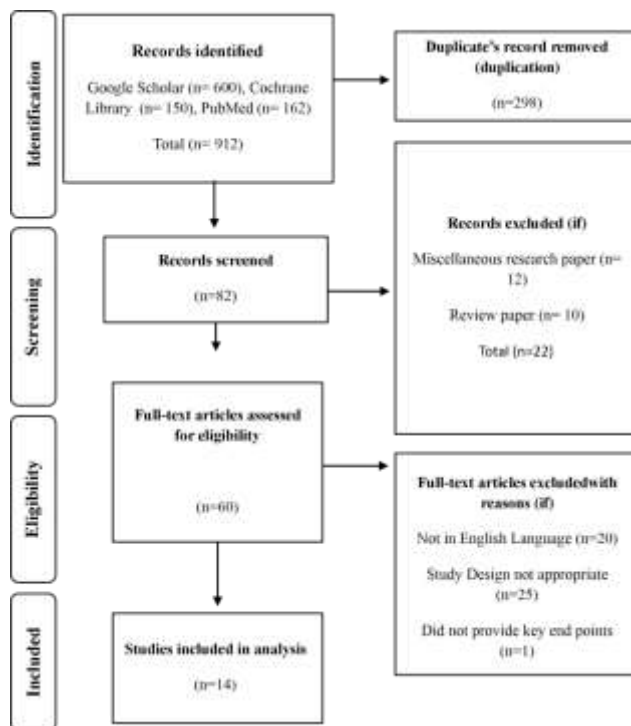 Identification
Records identified
Google Scholar (n= 600), Cochrane
Library (n= 150), PubMed (n= 162)
Total (n= 912)
Duplicate's record removed
(duplication)
(n=298)
Screening
Records screened
(n=82)
Records excluded (if)
Miscellaneous research paper (n=
12)
Review paper (n= 10)
Total (n=22)
Eligibility
Full-text articles assessed
for eligibility
(n=60)
Full-text articles excludedwith
reasons (if)
Not in English Language (n=20)
Study Design not appropriate
(n=25)
Did not provide key end points
(n=1)
Included
Studies included in analysis
(n=14)